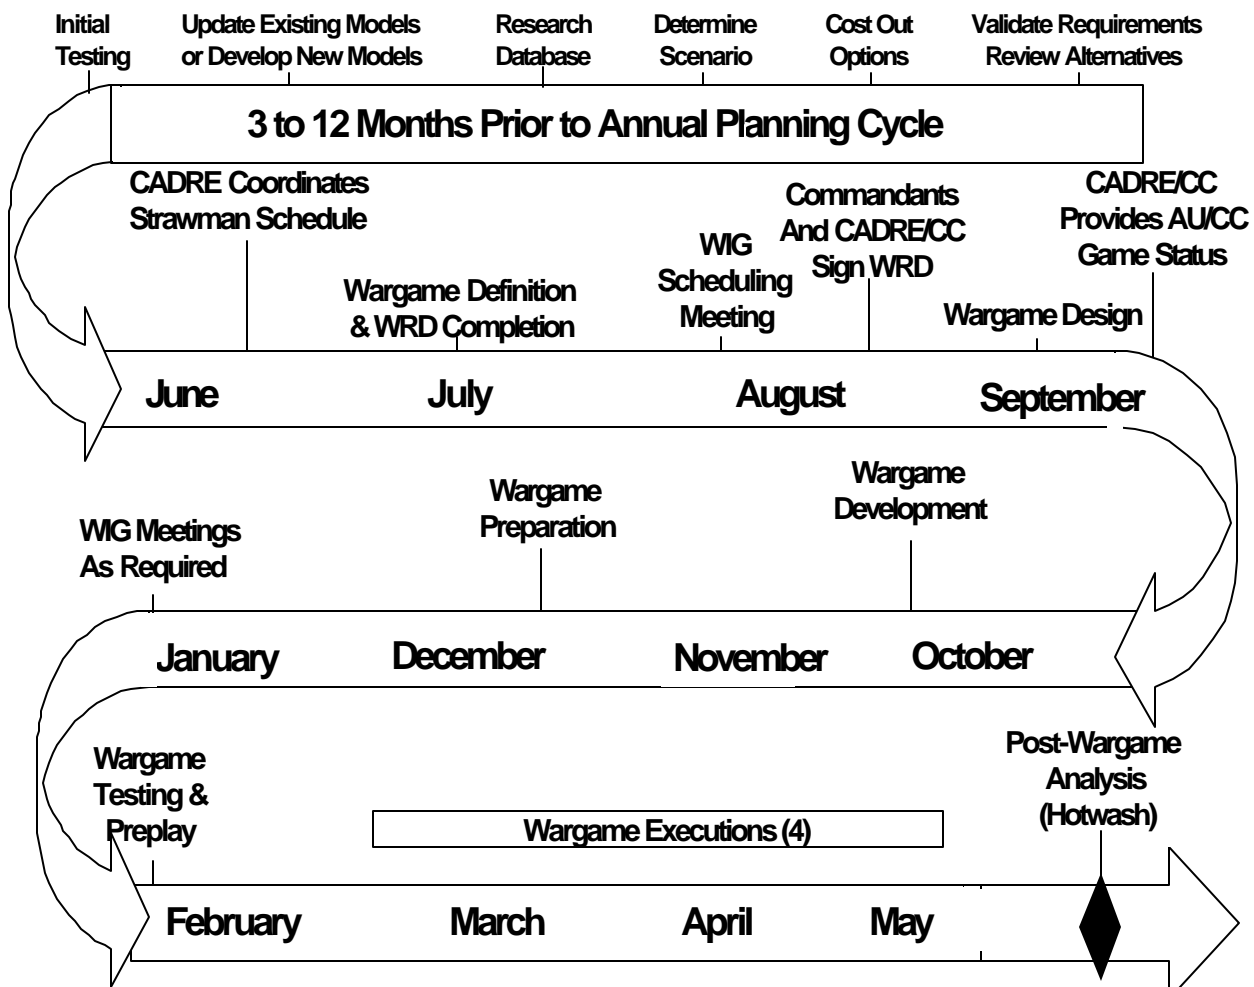 Initial
Testing
Update Existing Models
or Develop New Models
Research
Database
Determine
Scenario
Cost Out
Options
Validate Requirements
Review Alternatives
3 to 12 Months Prior to Annual Planning Cycle
CADRE Coordinates
Strawman Schedule
Wargame Definition
& WRD Completion
WIG
Scheduling
Meeting
Commandants
And CADRE/CC
Sign WRD
Wargame Design
CADRE/CC
Provides AU/CC
Game Status
June
July
August
September
WIG Meetings
As Required
Wargame
Preparation
Wargame
Development
January
December
November
October
Wargame
Testing &
Preplay
Wargame Executions (4)
Post-Wargame
Analysis
(Hotwash)
February
March
April
May